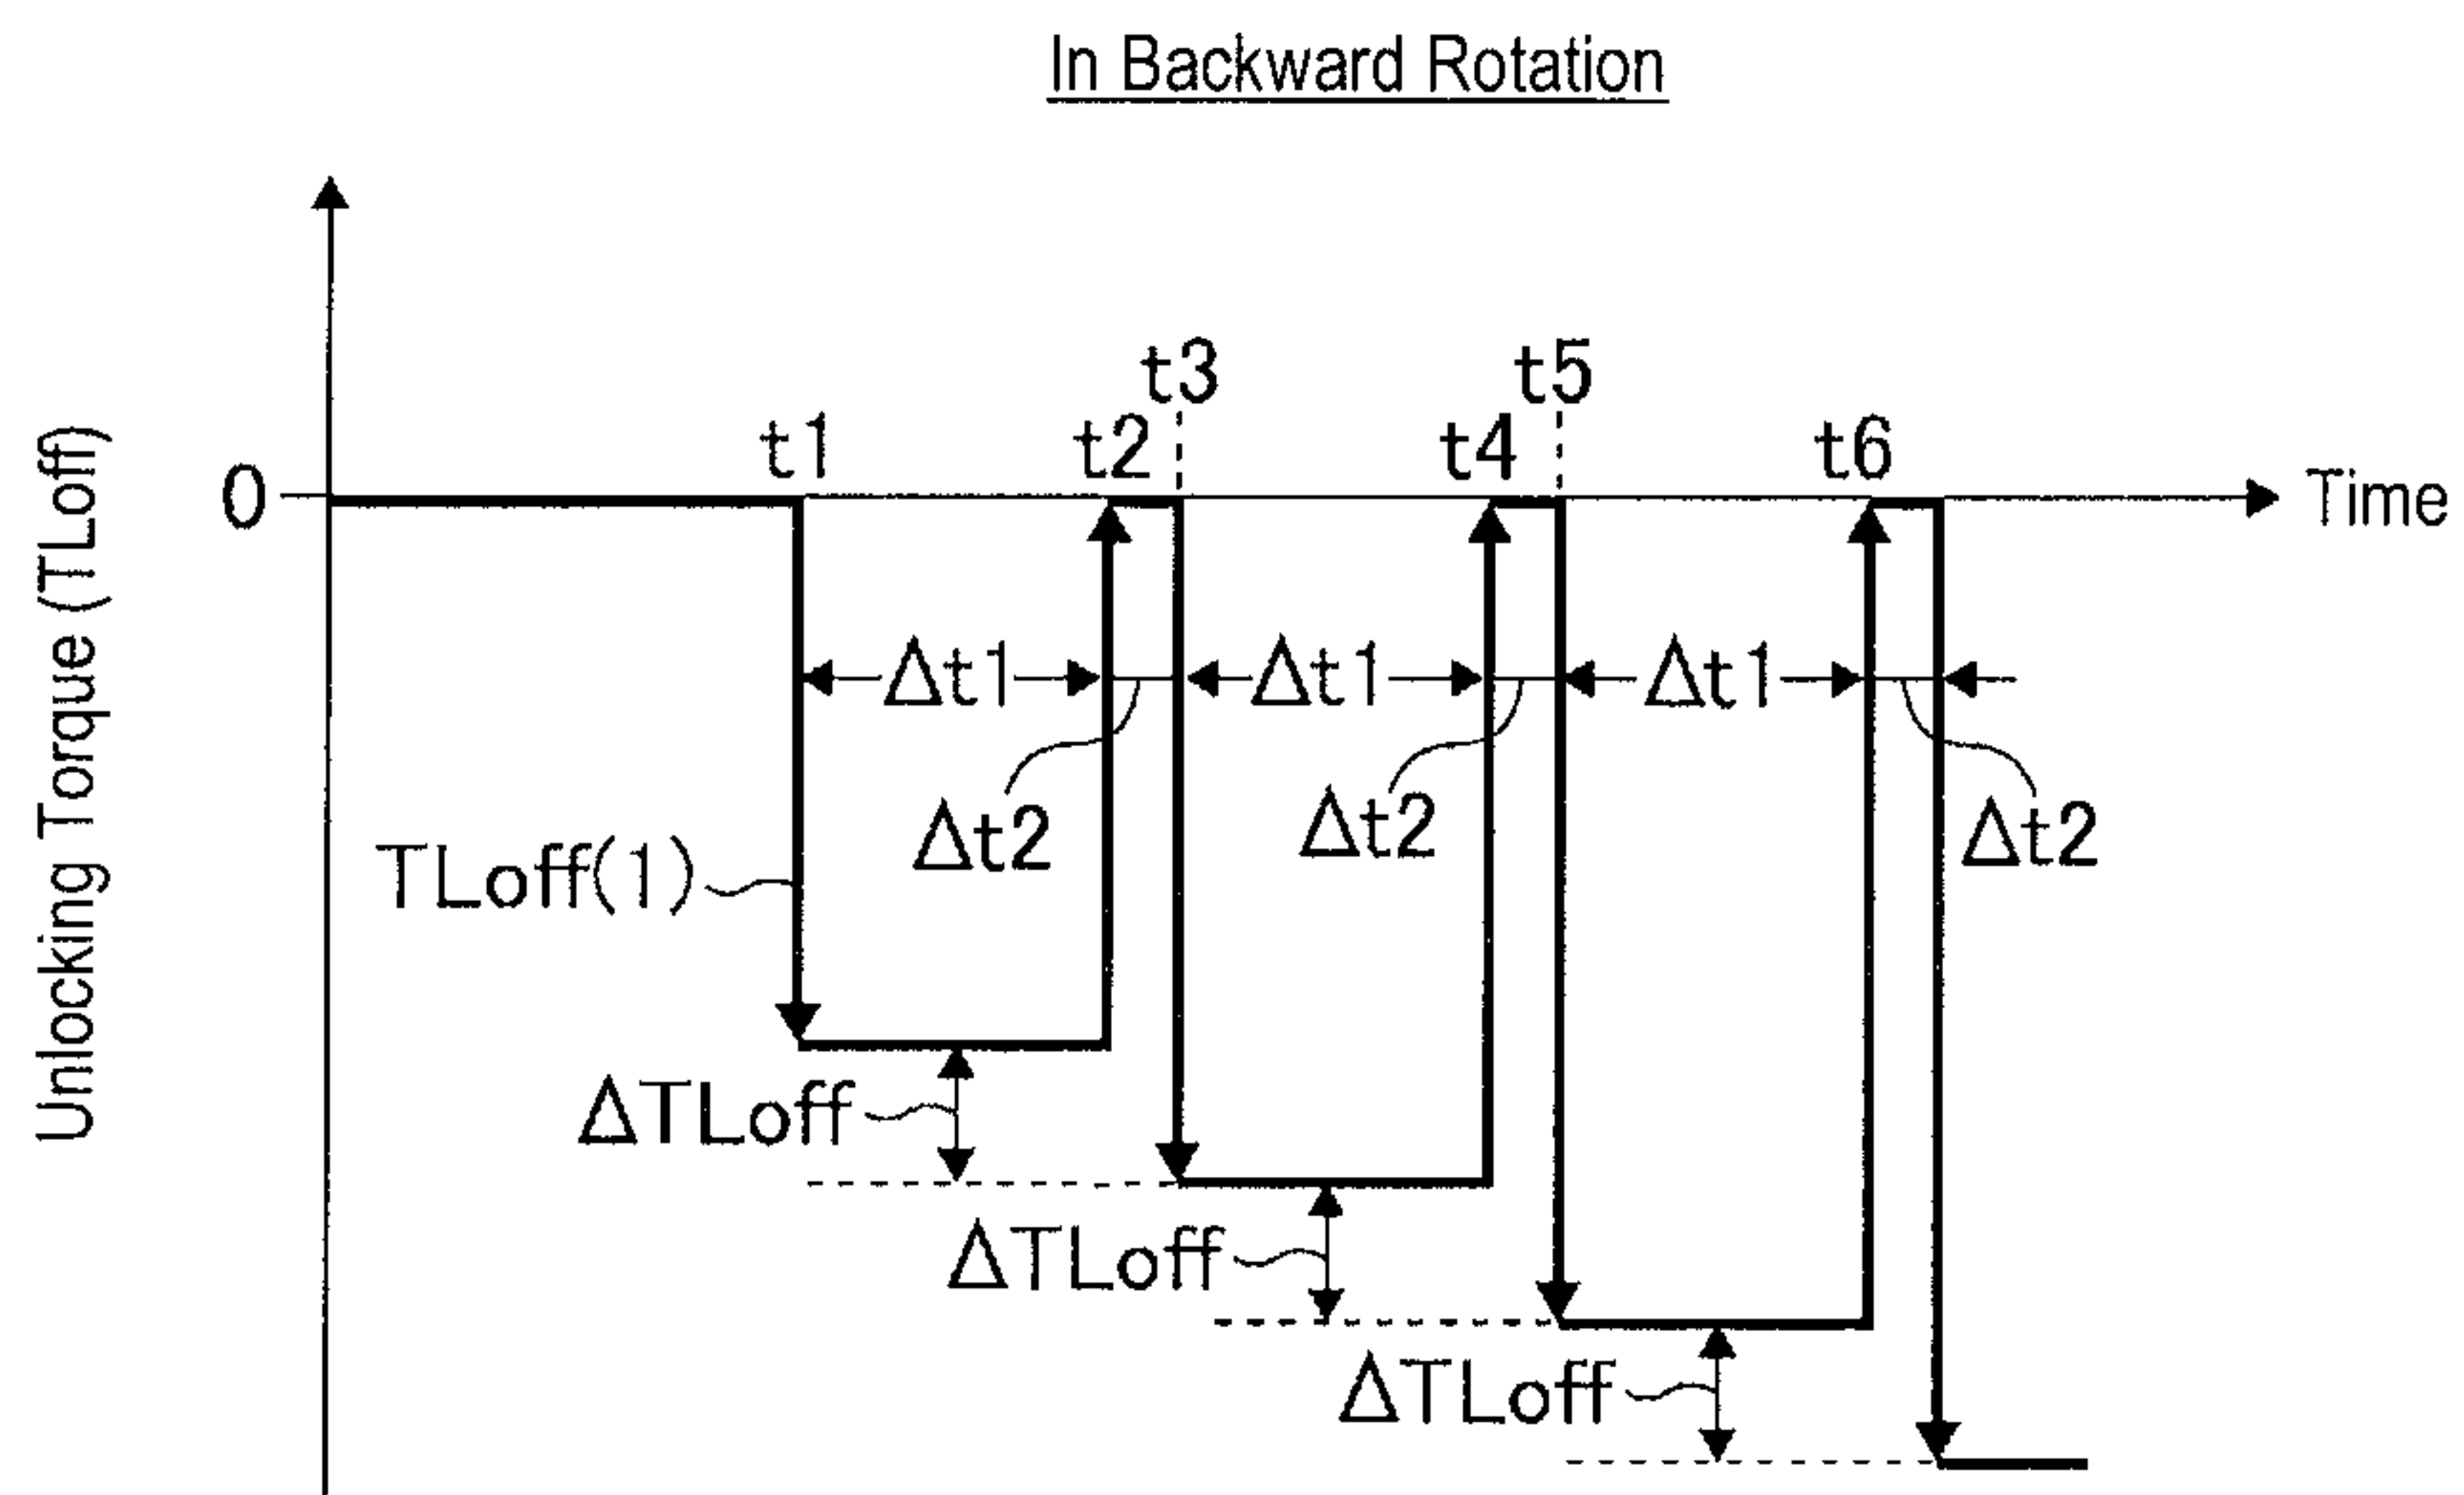 In Backward Rotation
Unlocking Torque (TLoff)
t3
t5
t1
t2
t4
t6
0
Time
Δt1
Δt1
Δt1
Δt2
Δt2
Δt2
TLoff(1)
ΔTLoff
ΔTLoff
ΔTLoff